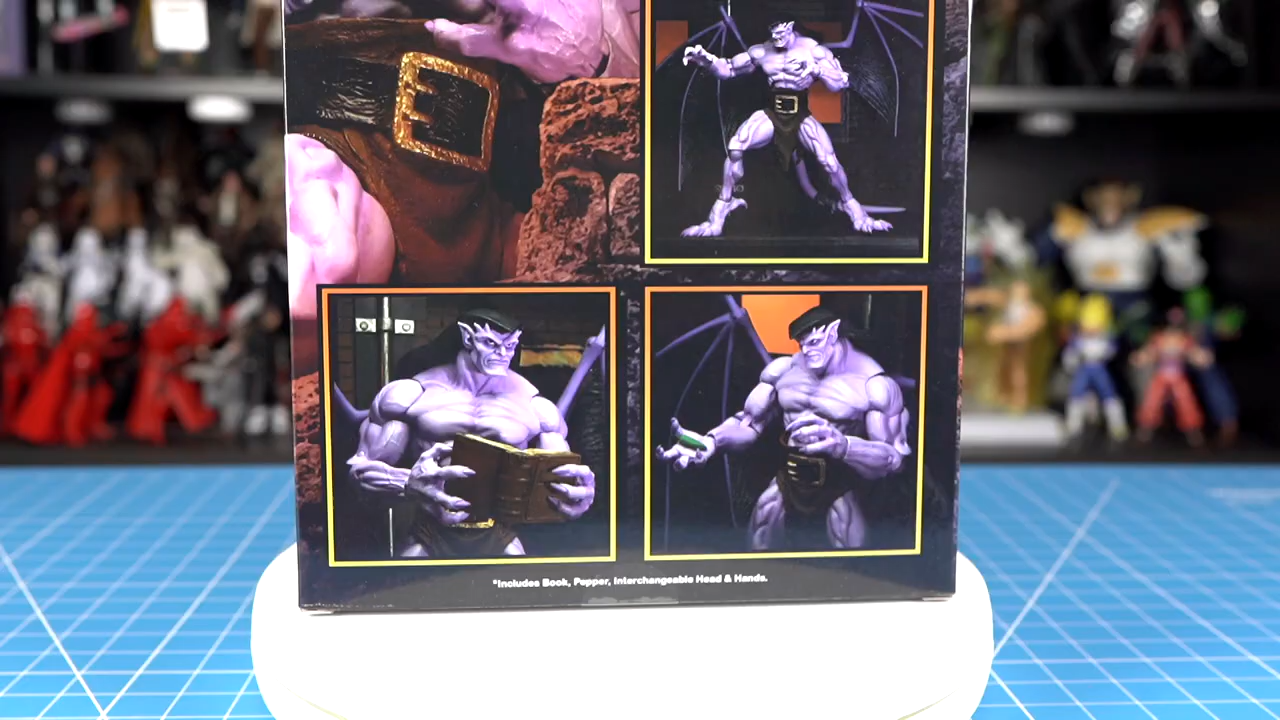 *Includes Book, Pepper, Interchangeable Head & Hands.